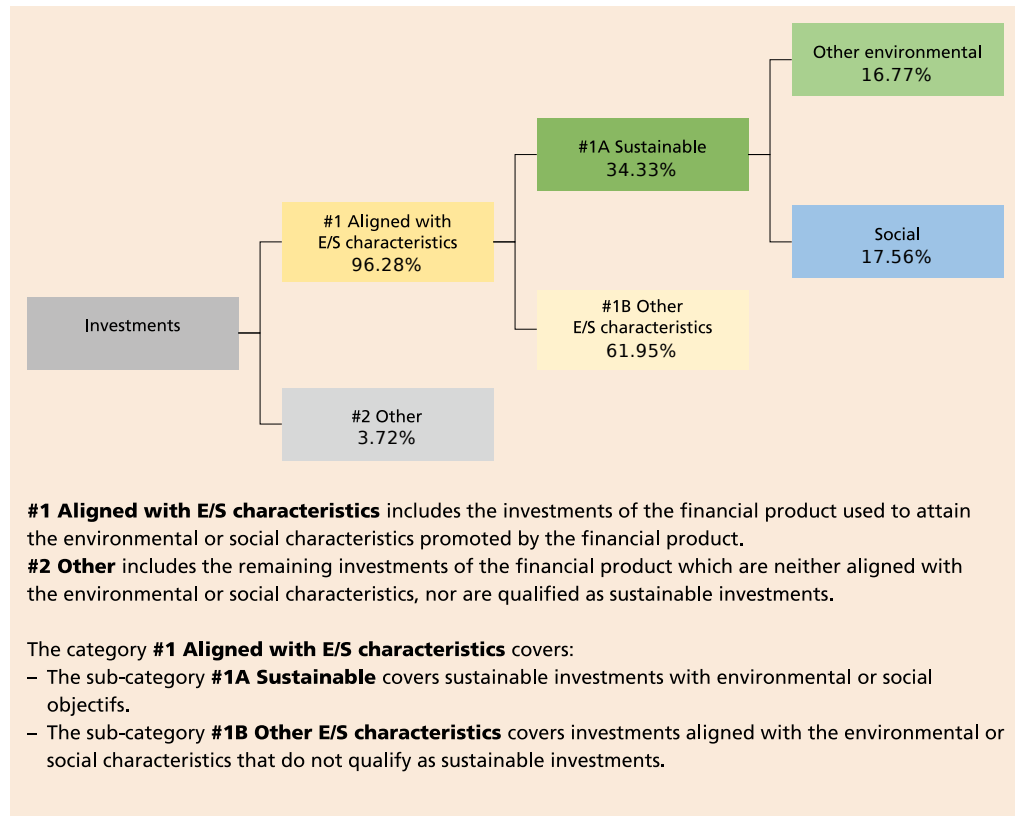 Other environmental
16.77%
#1A Sustainable
34.33%
#1 Aligned with
E/S characteristics
96.28%
Social
17.56%
#1B Other
E/S characteristics
61.95%
Investments
#2 Other
3.72%
#1 Aligned with E/S characteristics includes the investments of the financial product used to attain
the environmental or social characteristics promoted by the financial product.
#2 Other includes the remaining investments of the financial product which are neither aligned with
the environmental or social characteristics, nor are qualified as sustainable investments.
The category #1 Aligned with E/S characteristics covers:
– The sub-category #1A Sustainable covers sustainable investments with environmental or social
objectifs.
– The sub-category #1B Other E/S characteristics covers investments aligned with the environmental or
social characteristics that do not qualify as sustainable investments.